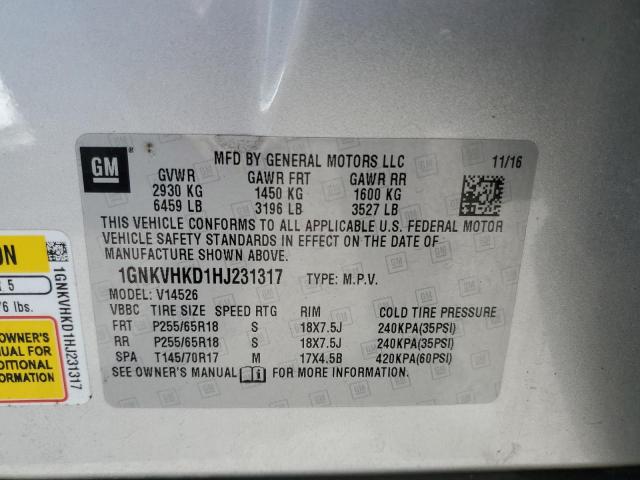 GM
MFD BY GENERAL MOTORS LLC 11/16
GVWR GAWR FRT GAWR RR
2930 KG 1450 KG 1600 KG
6459 LB 3196 LB 3527 LB
THIS VEHICLE CONFORMS TO ALL APPLICABLE U.S. FEDERAL MOTOR
VEHICLE SAFETY STANDARDS IN EFFECT ON THE DATE OF
MANUFACTURE SHOWN ABOVE.
1GNKVHKD1HJ231317 TYPE: M.P.V.
MODEL: V14526
VBBC TIRE SIZE SPEED RTG RIM COLD TIRE PRESSURE
FRT P255/65R18 S 18X7.5J 240KPA(35PSI)
RR P255/65R18 S 18X7.5J 240KPA(35PSI)
SPA T145/70R17 M 17X4.5B 420KPA(60PSI)
SEE OWNER'S MANUAL FOR MORE INFORMATION.
ON
5
6 lbs.
OWNER'S
FOR
1GNKVHKD1HJ231317